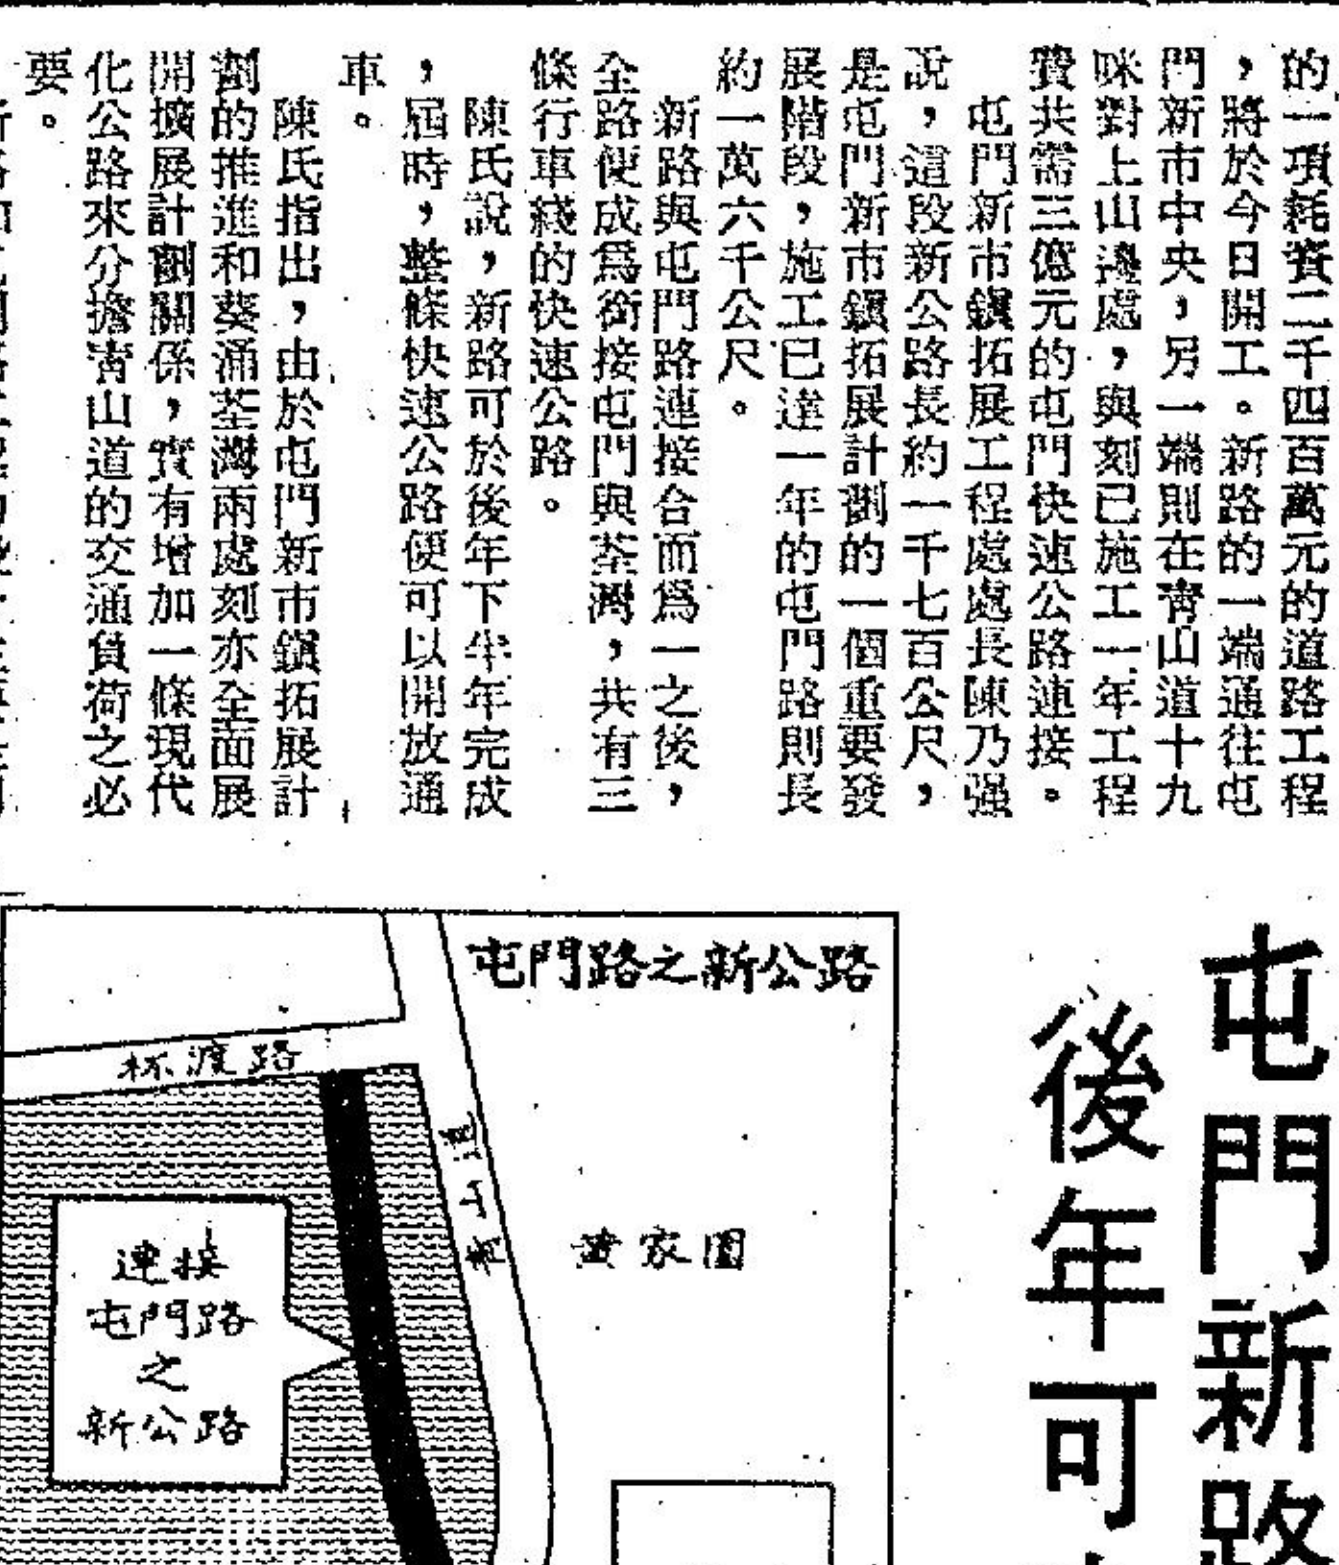 的一項耗資二千四百萬元的道路工程
，將於今日開工。新路的一端通往屯
門新市中央，另一端則在青山道十九
咪對上山邊處，與刻已施工一年工程
費共需三億元的屯門快速公路連接。
屯門新市鎮拓展工程處處長陳乃强
說，這段新公路長約一千七百公尺，
是屯門新市鎮拓展計劃的一個重要發
展階段，施工已達一年的屯門路則長
約一萬六千公尺。
新路與屯門路連接合而爲一之後，
全路便成爲銜接屯門與荃灣，共有三
條行車綫的快速公路。
陳氏說，新路可於後年下半年完成
，屆時，整條快速公路便可以開放通
車。
陳氏指出，由於屯門新市鎮拓展計
劃的推進和葵涌荃灣兩處刻亦全面展
開擴展計劃關係，實有增加一條現代
化公路來分擔青山道的交通負荷之必
要。
屯門新路
後年可
屯門路之新公路
杯渡路
青山道
黄家圍
連接
屯門路
之
新公路